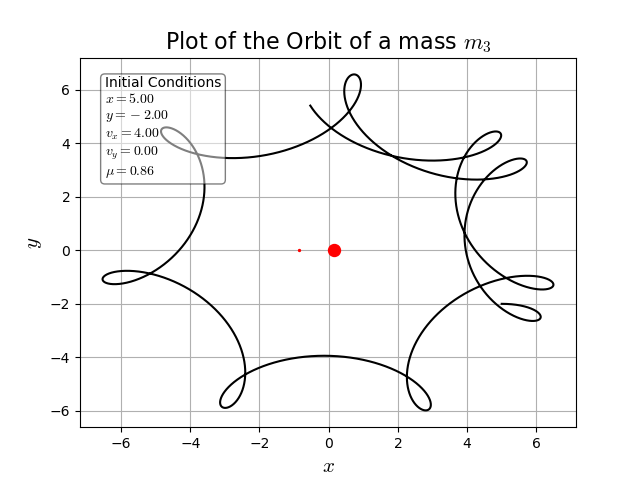 Plot of the Orbit of a mass m₃
Initial Conditions
x = 5.00
y = − 2.00
vₓ = 4.00
v_y = 0.00
μ = 0.86
6
4
2
0
−2
−4
−6
y
−6
−4
−2
0
2
4
6
x